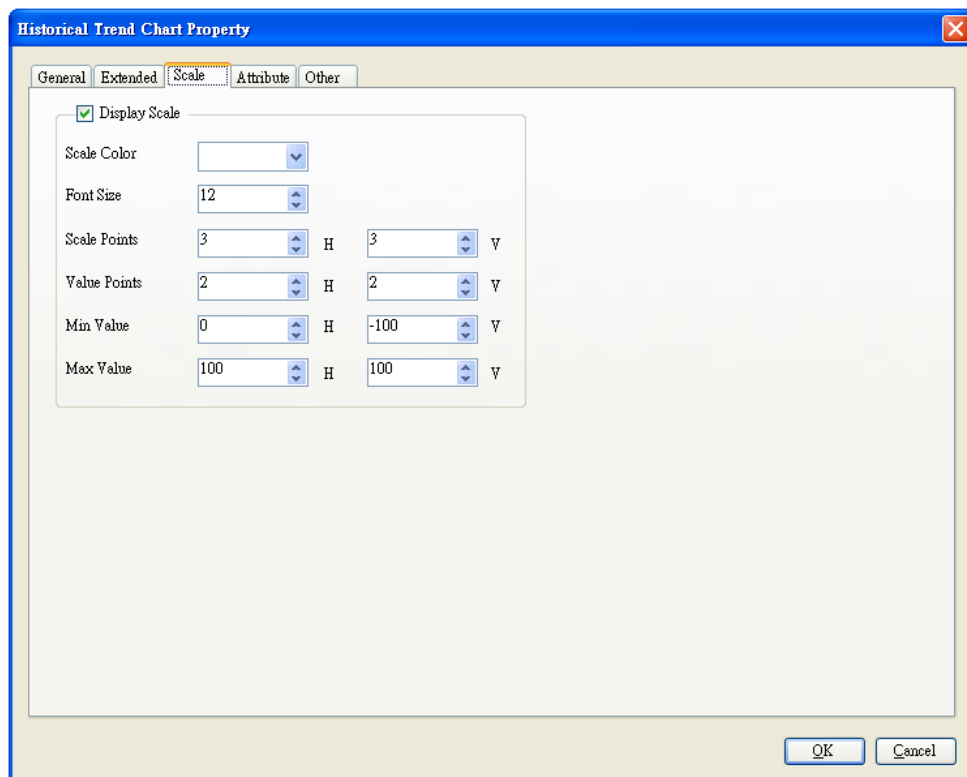 Historical Trend Chart Property
General Extended Scale Attribute Other
Display Scale
Scale Color
Font Size 12
Scale Points 3 H 3 V
Value Points 2 H 2 V
Min Value 0 H -100 V
Max Value 100 H 100 V
OK Cancel